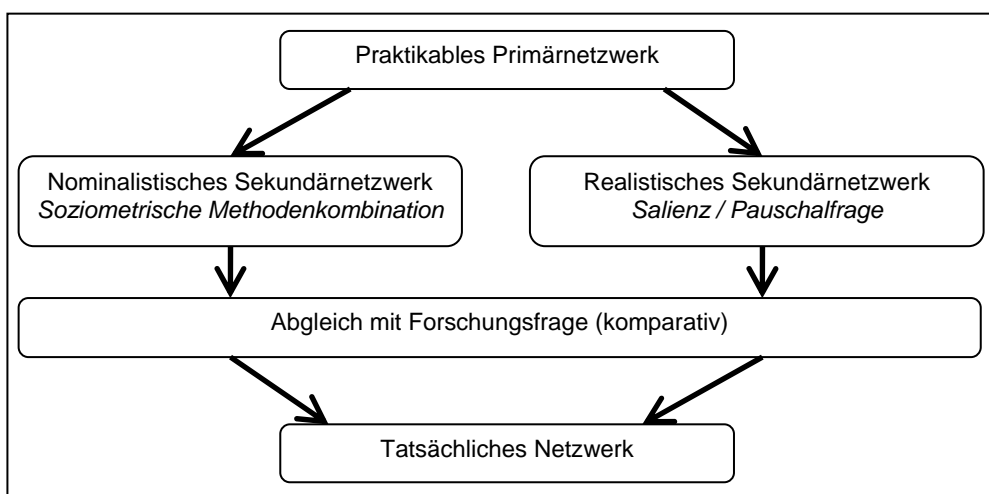 Praktikables Primärnetzwerk
Nominalistisches Sekundärnetzwerk
Soziometrische Methodenkombination
Realistisches Sekundärnetzwerk
Salienz / Pauschalfrage
Abgleich mit Forschungsfrage (komparativ)
Tatsächliches Netzwerk